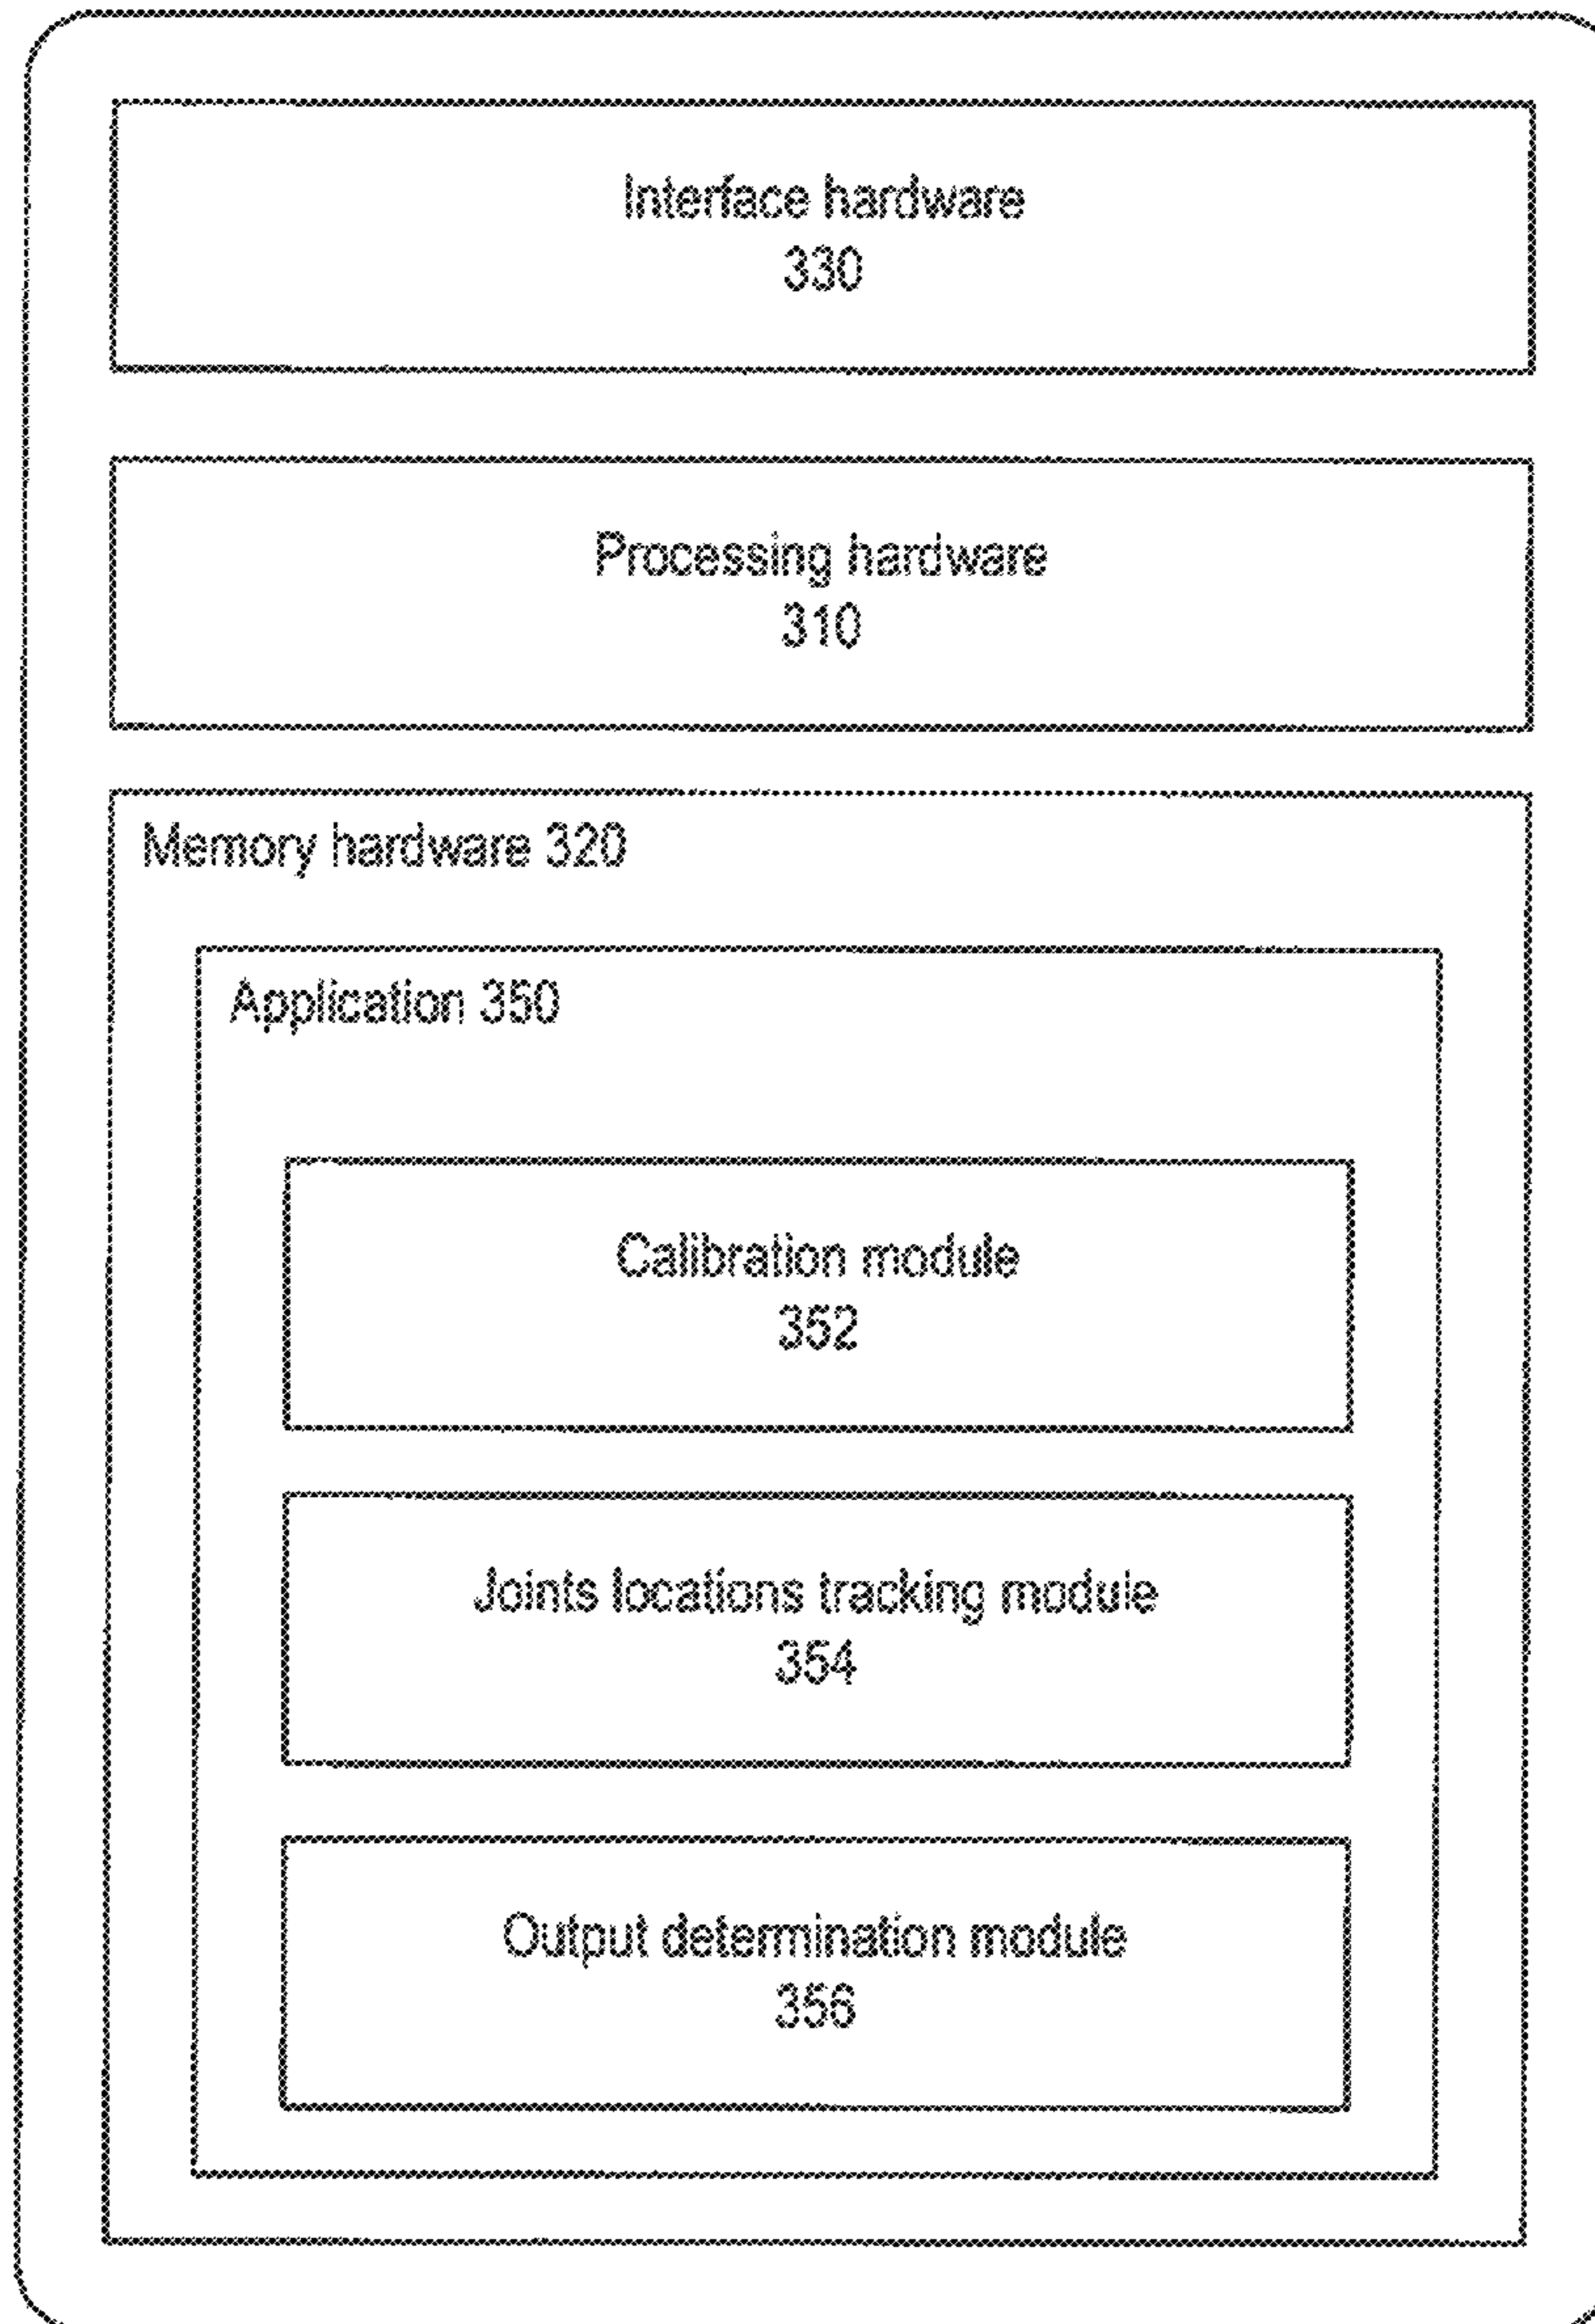 Interface hardware
330
Processing hardware
310
Memory hardware 320
Application 350
Calibration module
352
Joints locations tracking module
354
Output determination module
356